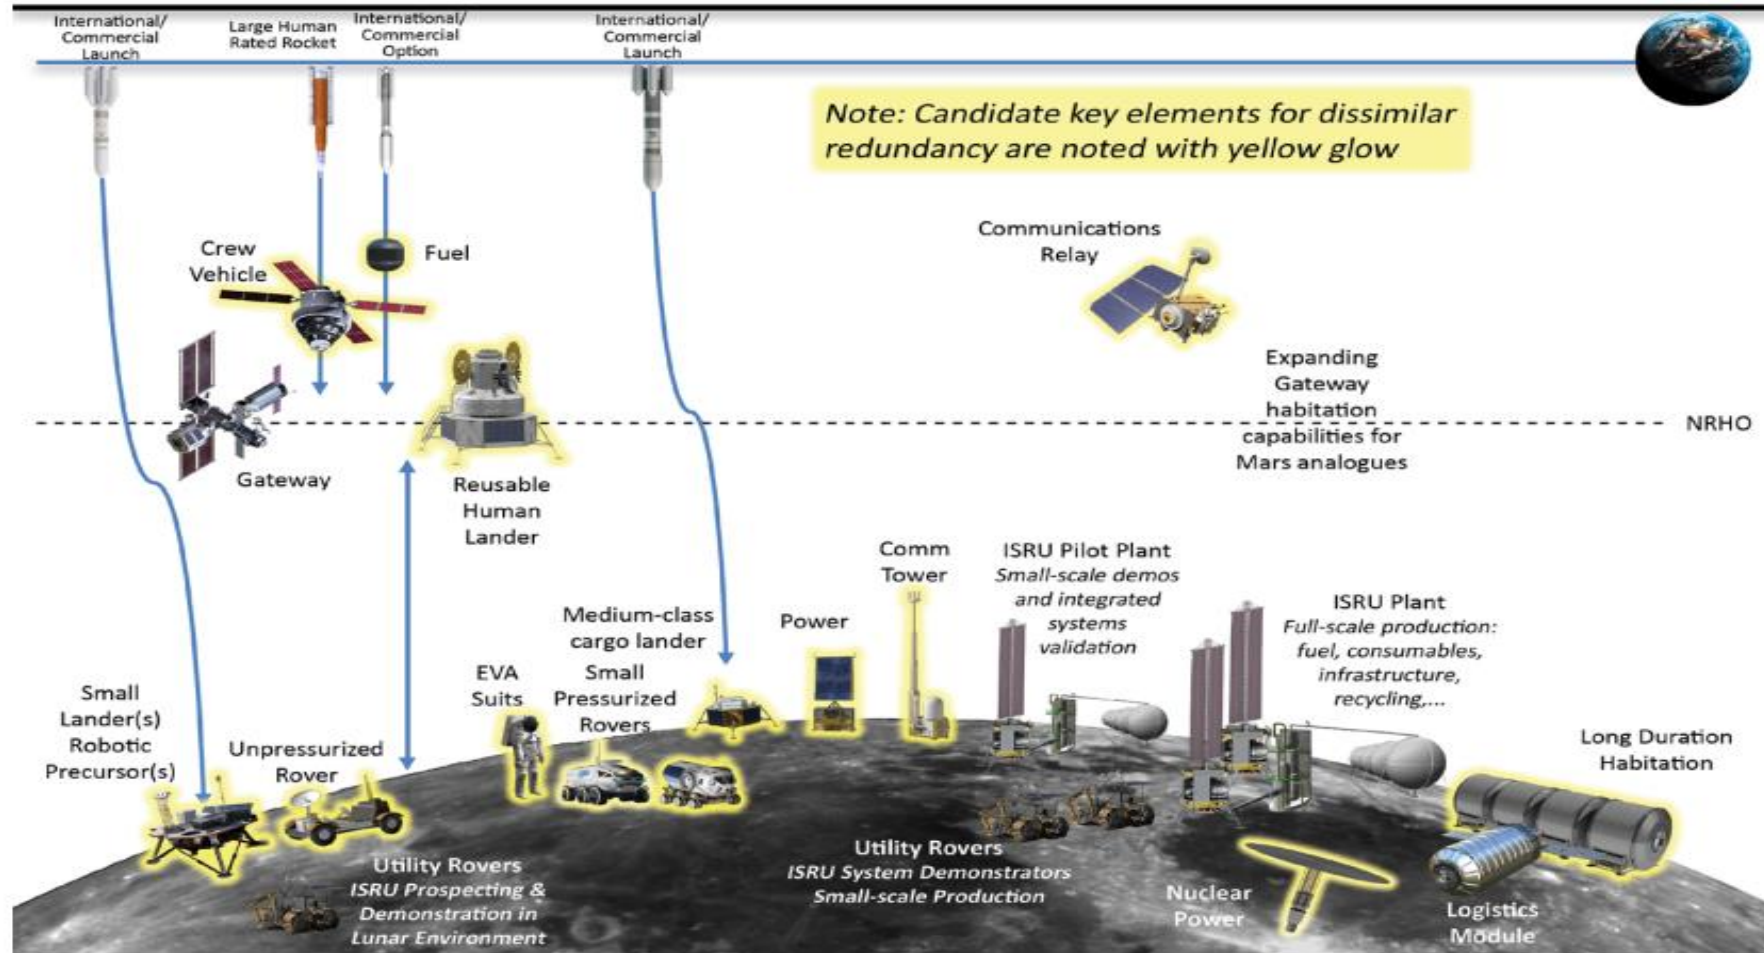 International/
Commercial
Launch
Large Human
Rated Rocket
International/
Commercial
Option
International/
Commercial
Launch
Note: Candidate key elements for dissimilar
redundancy are noted with yellow glow
Crew
Vehicle
Fuel
Communications
Relay
Expanding
Gateway
habitation
capabilities for
Mars analogues
NRHO
Gateway
Reusable
Human
Lander
Small
Lander(s)
Robotic
Precursor(s)
Unpressurized
Rover
EVA
Suits
Medium-class
cargo lander
Small
Pressurized
Rovers
Power
Comm
Tower
ISRU Pilot Plant
Small-scale demos
and integrated
systems
validation
ISRU Plant
Full-scale production:
fuel, consumables,
infrastructure,
recycling,...
Long Duration
Habitation
Utility Rovers
ISRU Prospecting &
Demonstration in
Lunar Environment
Utility Rovers
ISRU System Demonstrators
Small-scale Production
Nuclear
Power
Logistics
Module